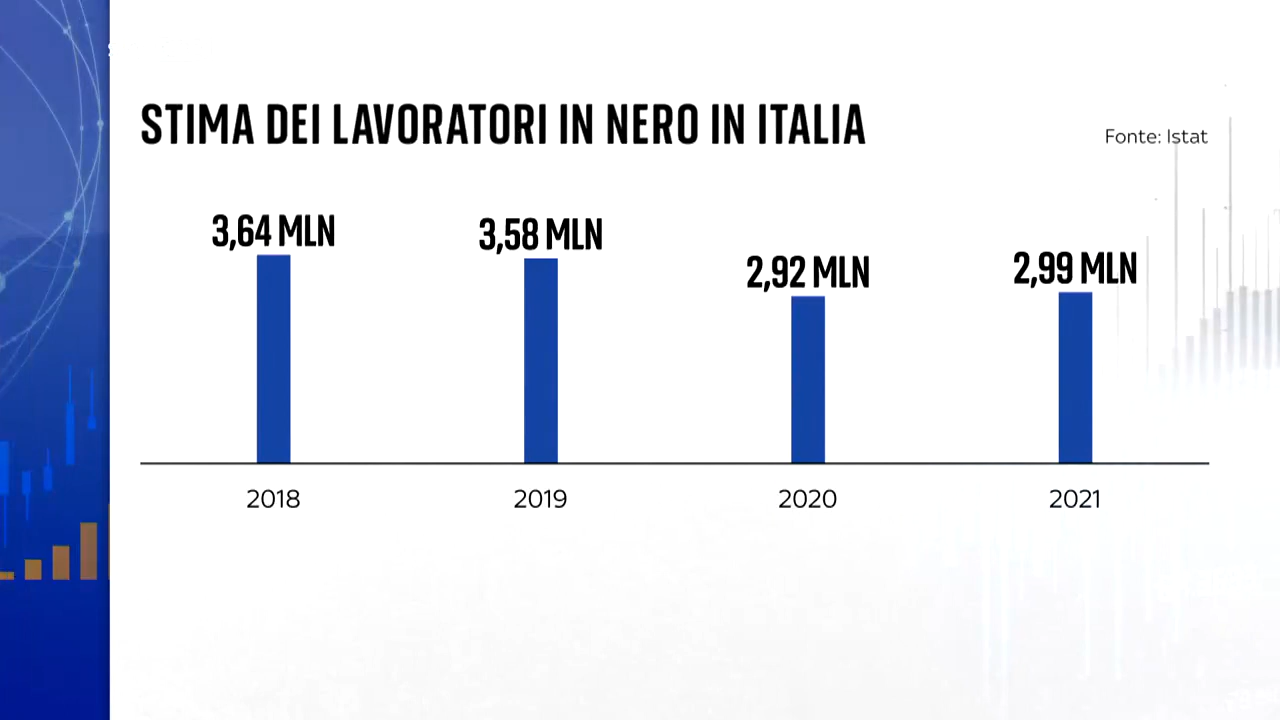 STIMA DEI LAVORATORI IN NERO IN ITALIA
Fonte: Istat
3,64 MLN
3,58 MLN
2,92 MLN
2,99 MLN
2018
2019
2020
2021